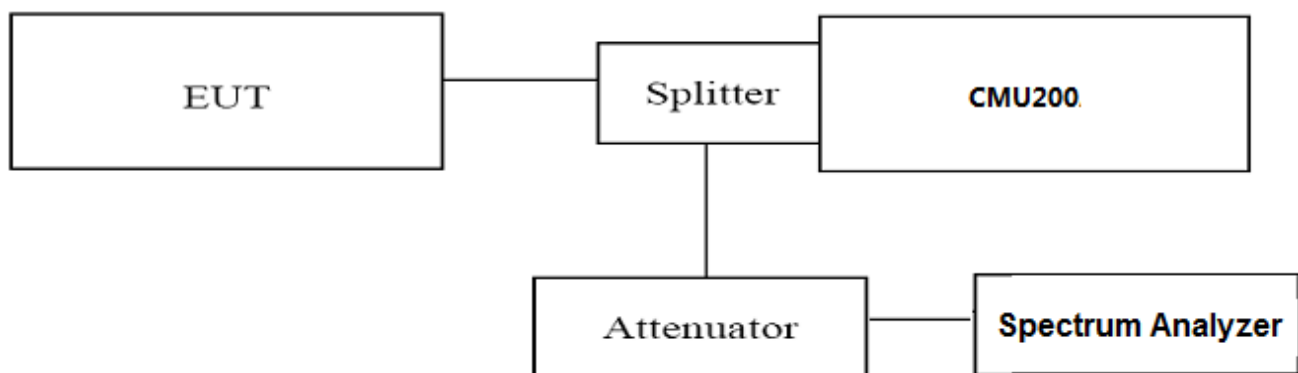 EUT
Splitter
CMU200
Attenuator
Spectrum Analyzer